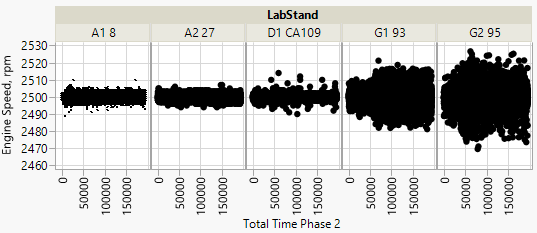 LabStand
A1 8 A2 27 D1 CA109 G1 93 G2 95
Engine Speed, rpm
2530
2520
2510
2500
2490
2480
2470
2460
0 50000 100000 150000 0 50000 100000 150000 0 50000 100000 150000 0 50000 100000 150000 0 50000 100000 150000
Total Time Phase 2